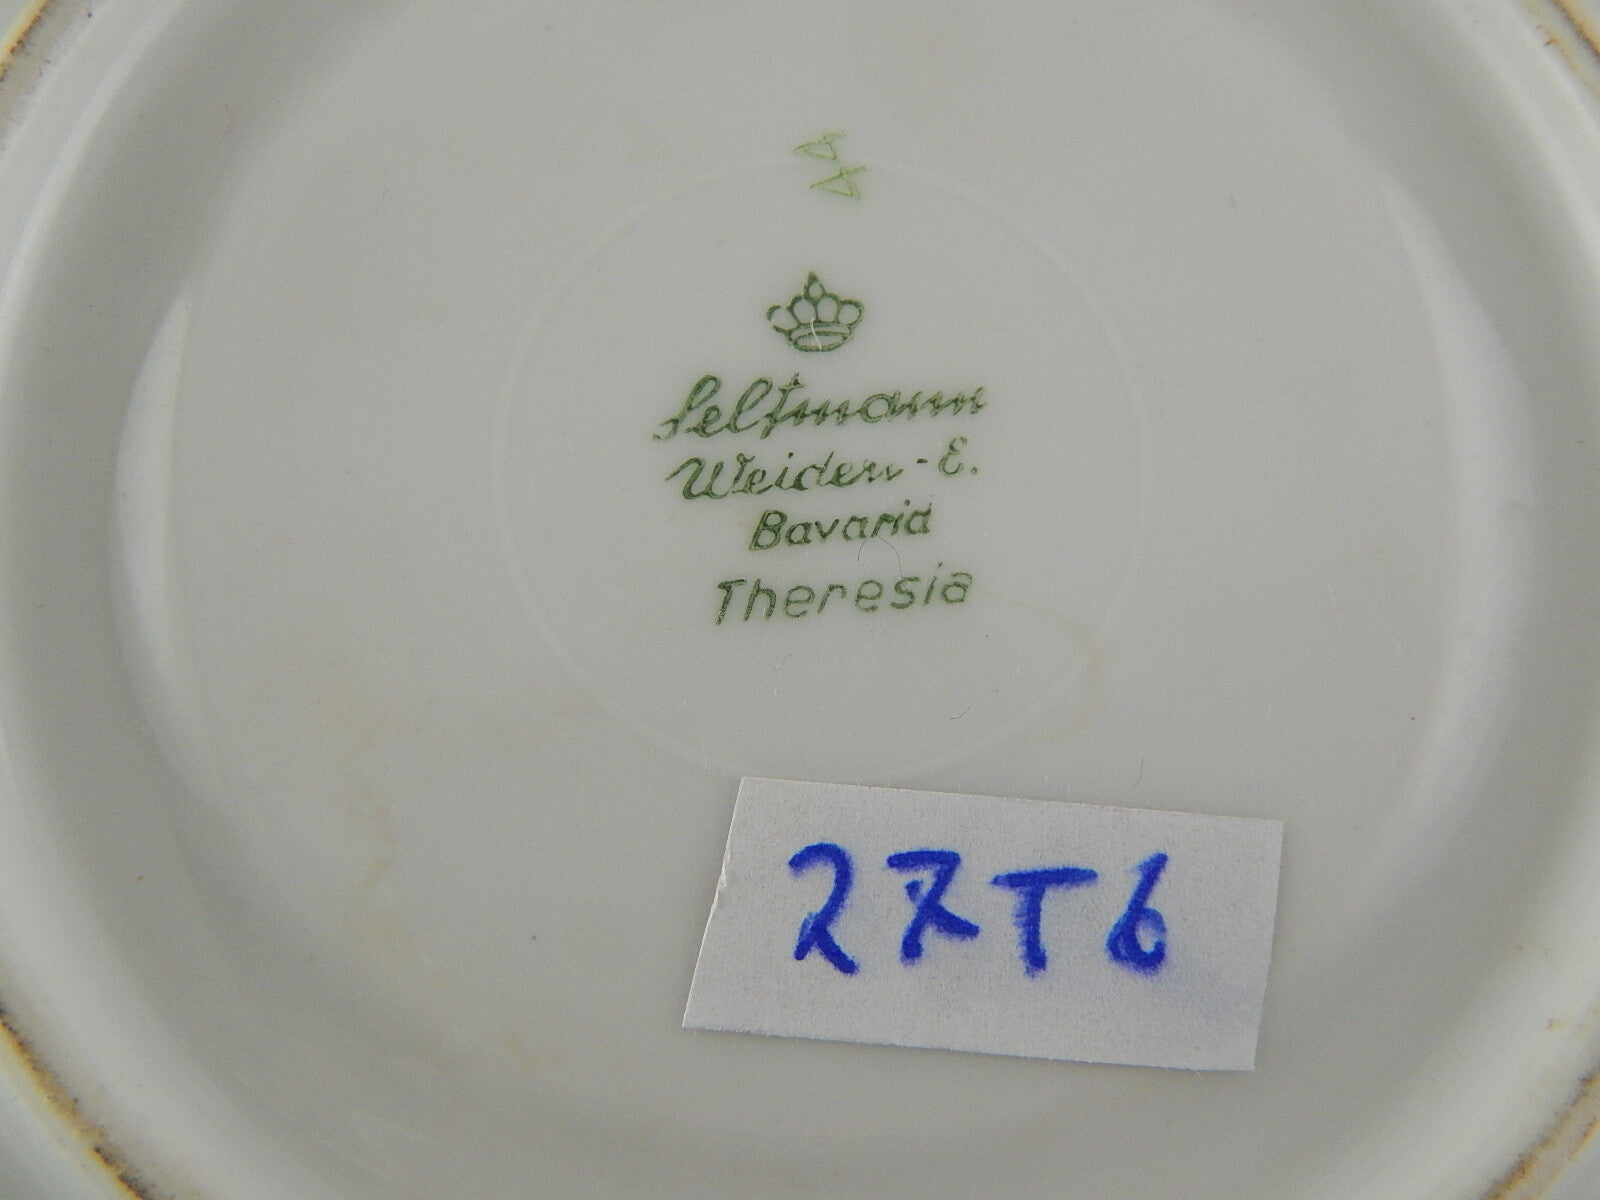 44
Seltmann
Weiden-E.
Bavaria
Theresia
27T6